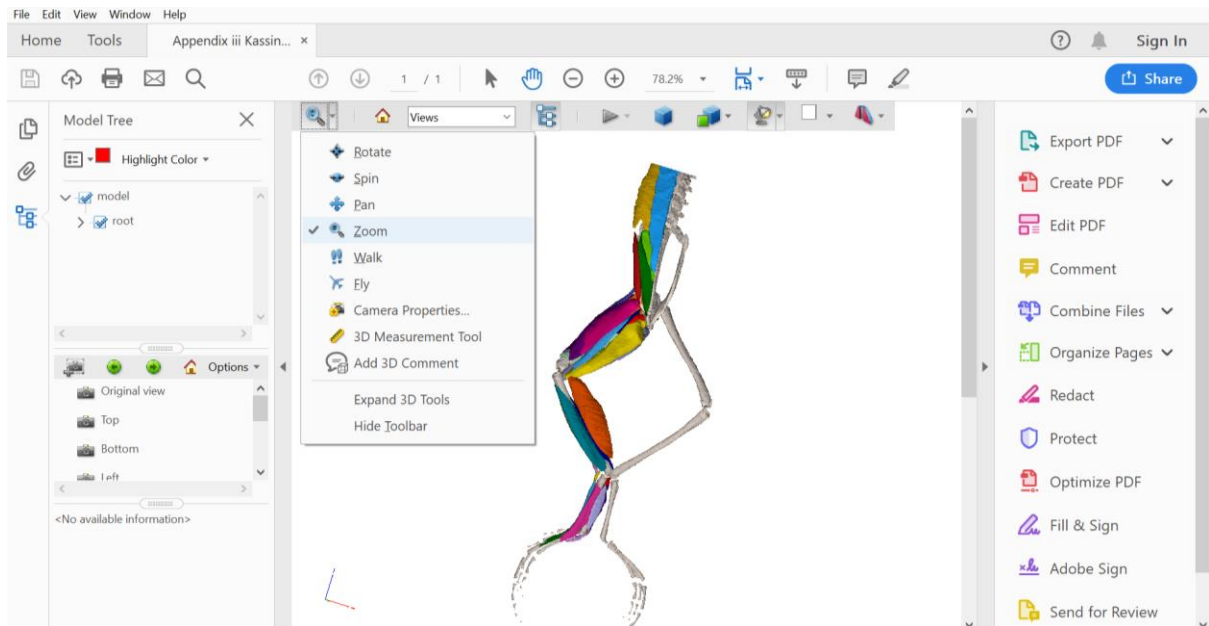 File Edit View Window Help
Home Tools Appendix iii Kassin... × Sign In
1 / 1 78.2% Share
Model Tree
Highlight Color
model
root
Options
Original view
Top
Bottom
Left
<No available information>
Views
Rotate
Spin
Pan
Zoom
Walk
Fly
Camera Properties...
3D Measurement Tool
Add 3D Comment
Expand 3D Tools
Hide Toolbar
Export PDF
Create PDF
Edit PDF
Comment
Combine Files
Organize Pages
Redact
Protect
Optimize PDF
Fill & Sign
Adobe Sign
Send for Review